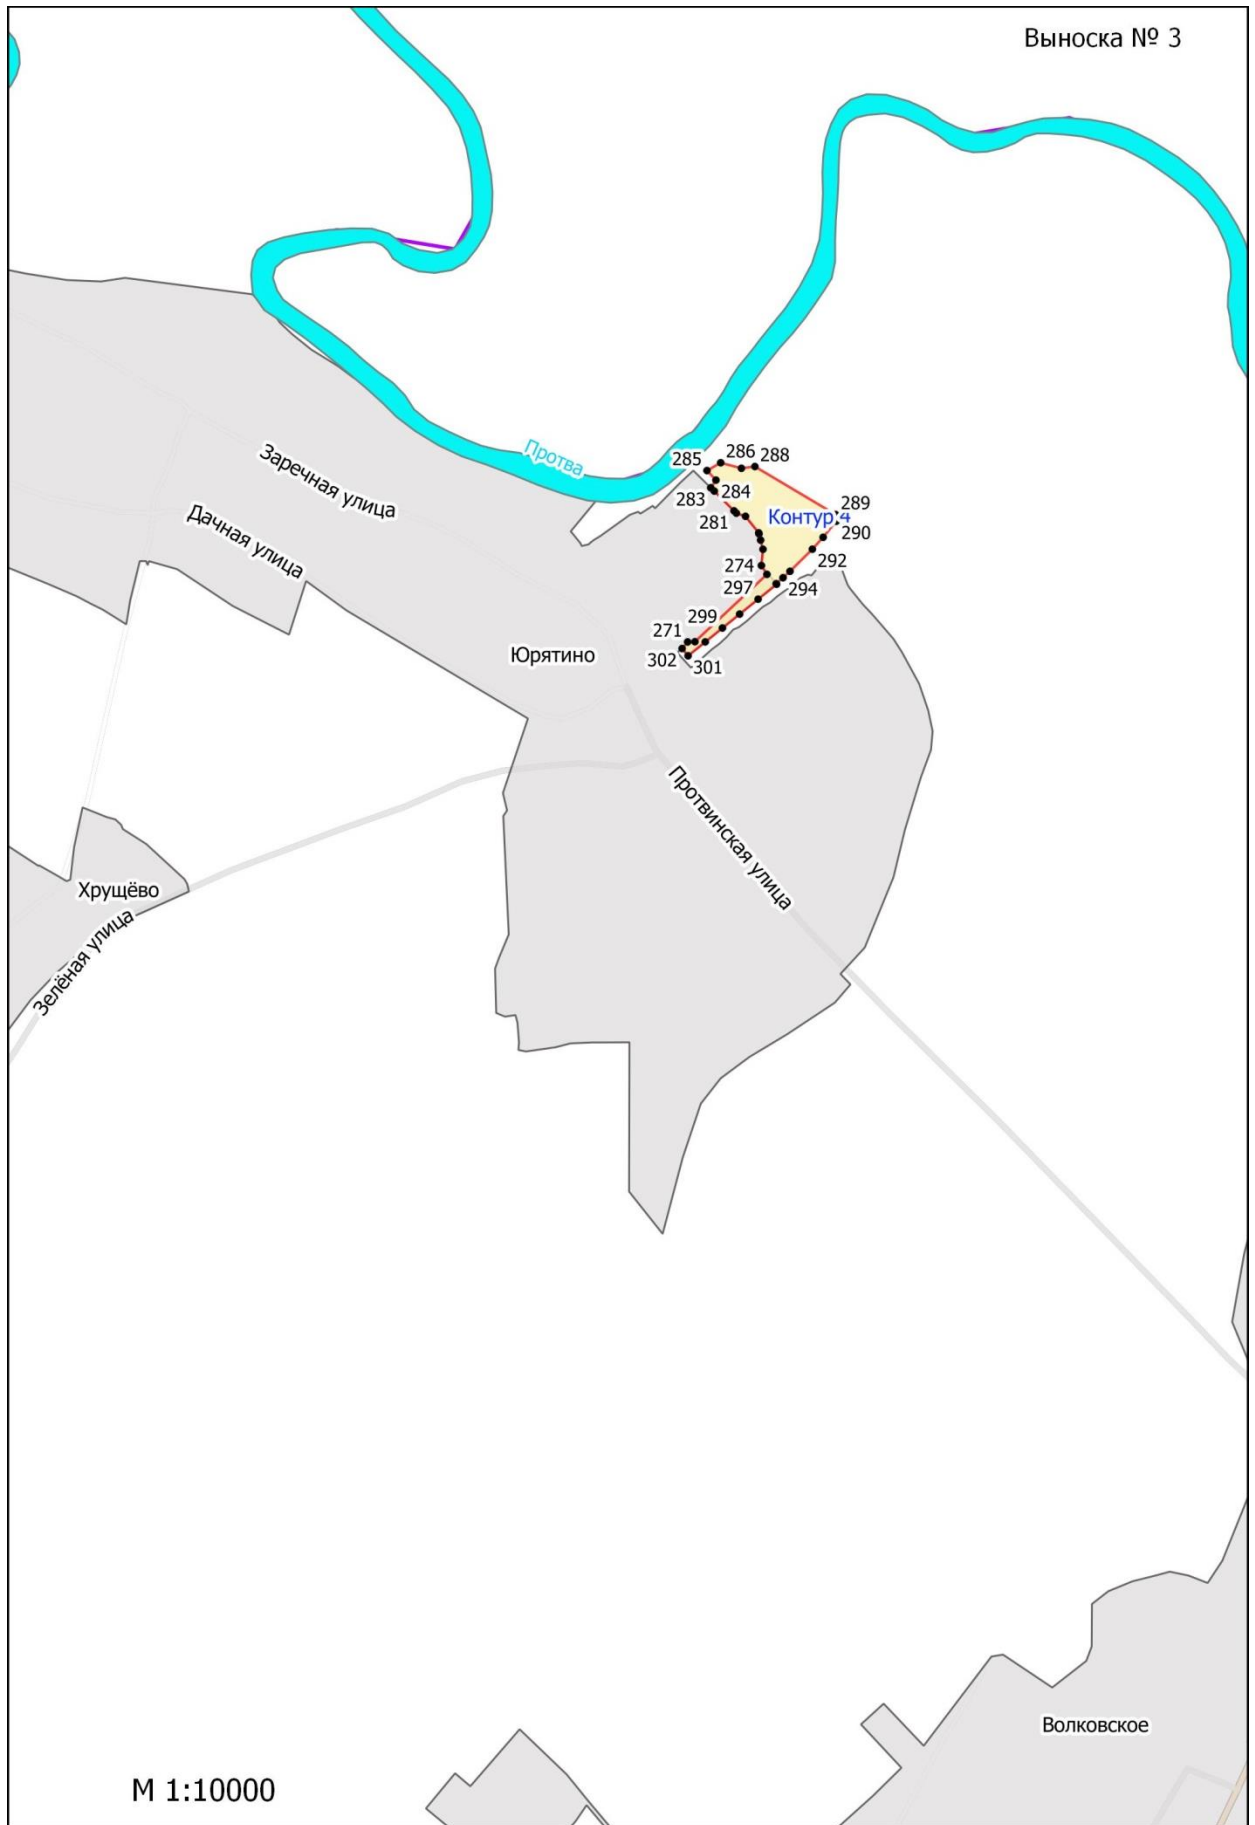 Выноска № 3
Заречная улица
Протва
285
286
288
Дачная улица
283
284
289
281
Контур 4
290
292
274
297
294
299
271
Юрятино
302
301
Протвинская улица
Хрущёво
Зелёная улица
Волковское
М 1:10000